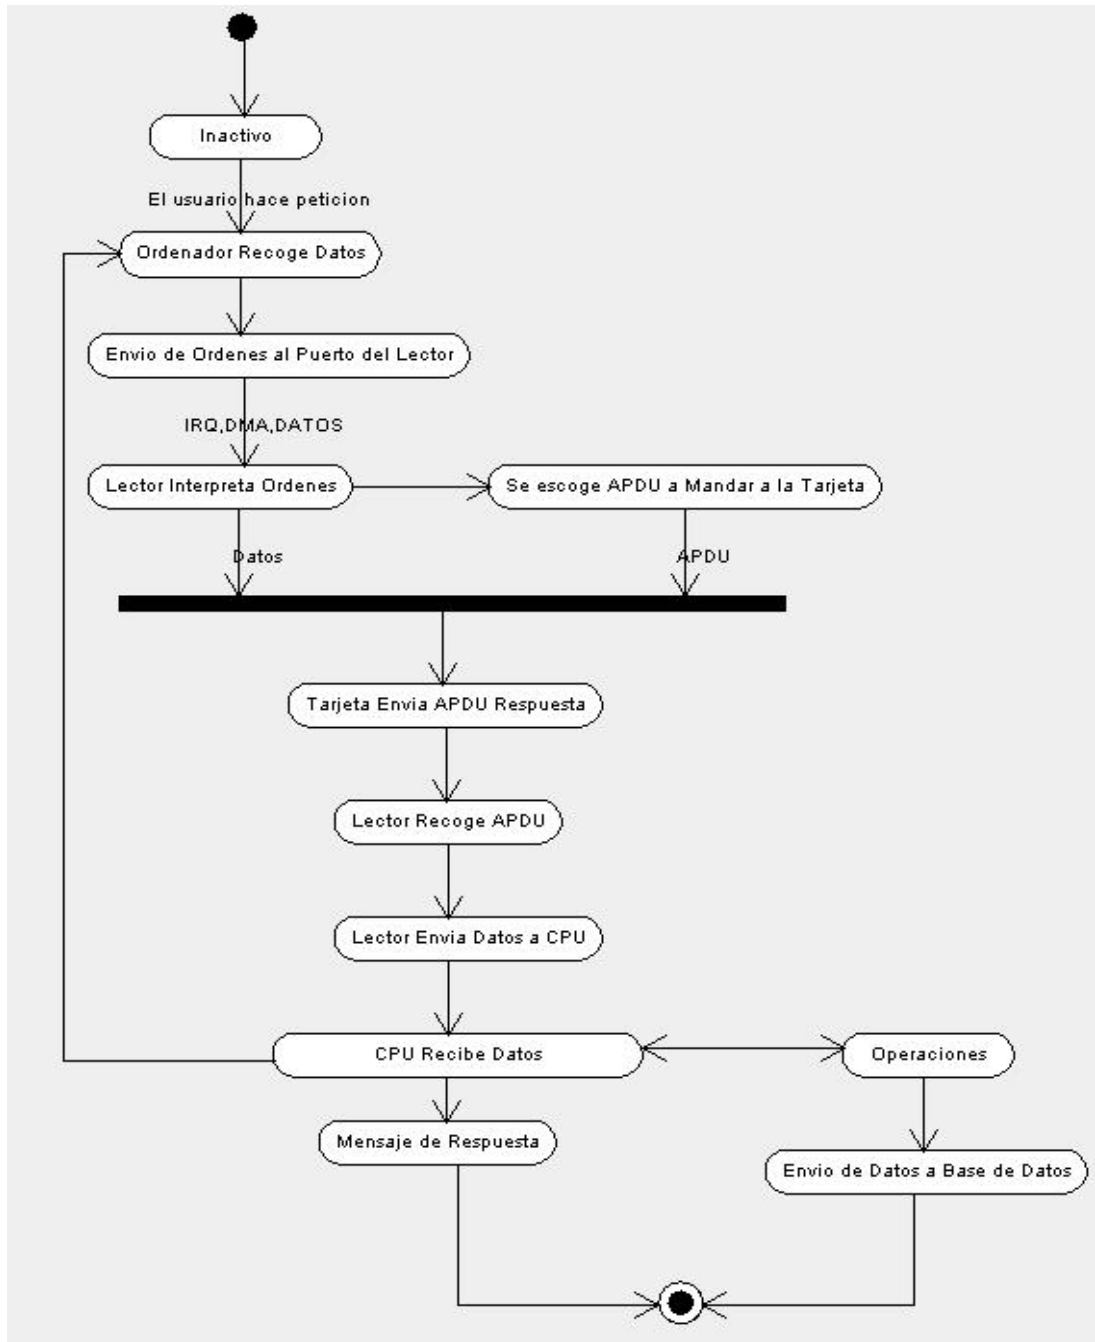 Inactivo
El usuario hace peticion
Ordenador Recoge Datos
Envio de Ordenes al Puerto del Lector
IRQ,DMA,DATOS
Lector Interpreta Ordenes
Se escoge APDU a Mandar a la Tarjeta
Datos
APDU
Tarjeta Envia APDU Respuesta
Lector Recoge APDU
Lector Envia Datos a CPU
CPU Recibe Datos
Operaciones
Mensaje de Respuesta
Envio de Datos a Base de Datos